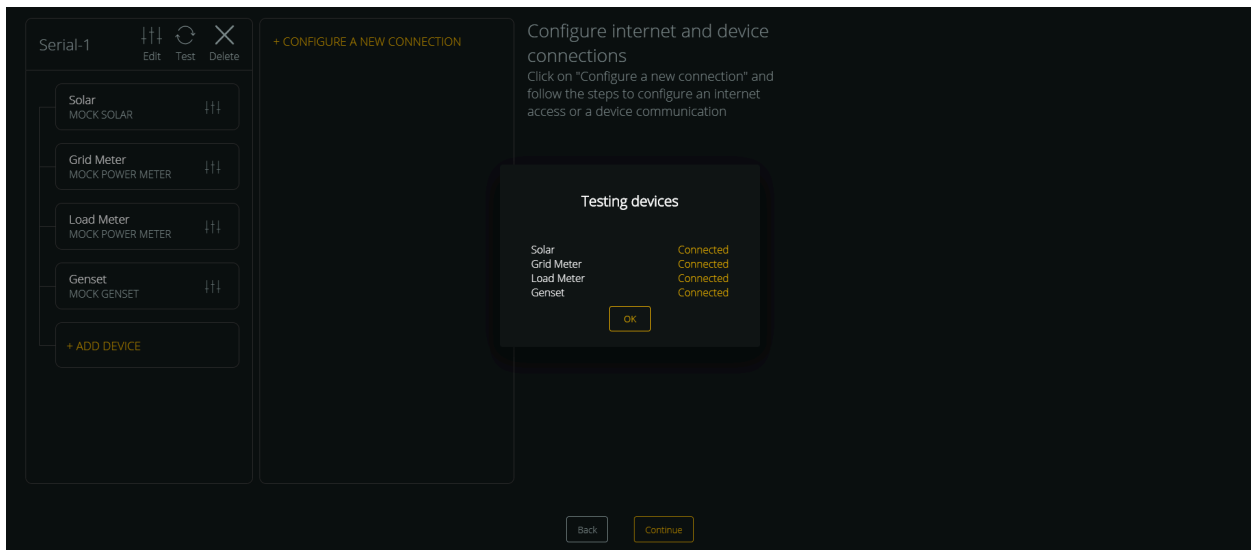 Serial-1
Edit Test Delete
Solar
MOCK SOLAR
Grid Meter
MOCK POWER METER
Load Meter
MOCK POWER METER
Genset
MOCK GENSET
+ ADD DEVICE
+ CONFIGURE A NEW CONNECTION
Configure internet and device
connections
Click on "Configure a new connection" and
follow the steps to configure an internet
access or a device communication
Testing devices
Solar Connected
Grid Meter Connected
Load Meter Connected
Genset Connected
OK
Back Continue